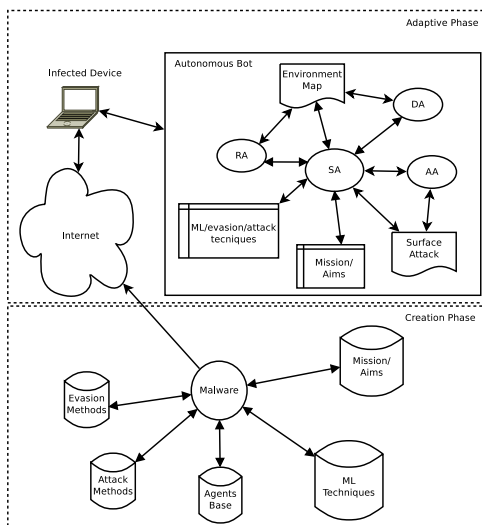 Adaptive Phase
Infected Device
Autonomous Bot
Environment
Map
DA
RA
SA
AA
ML/evasion/attack
tecniques
Internet
Mission/
Aims
Surface
Attack
Creation Phase
Mission/
Aims
Malware
Evasion
Methods
Attack
Methods
Agents
Base
ML
Techniques